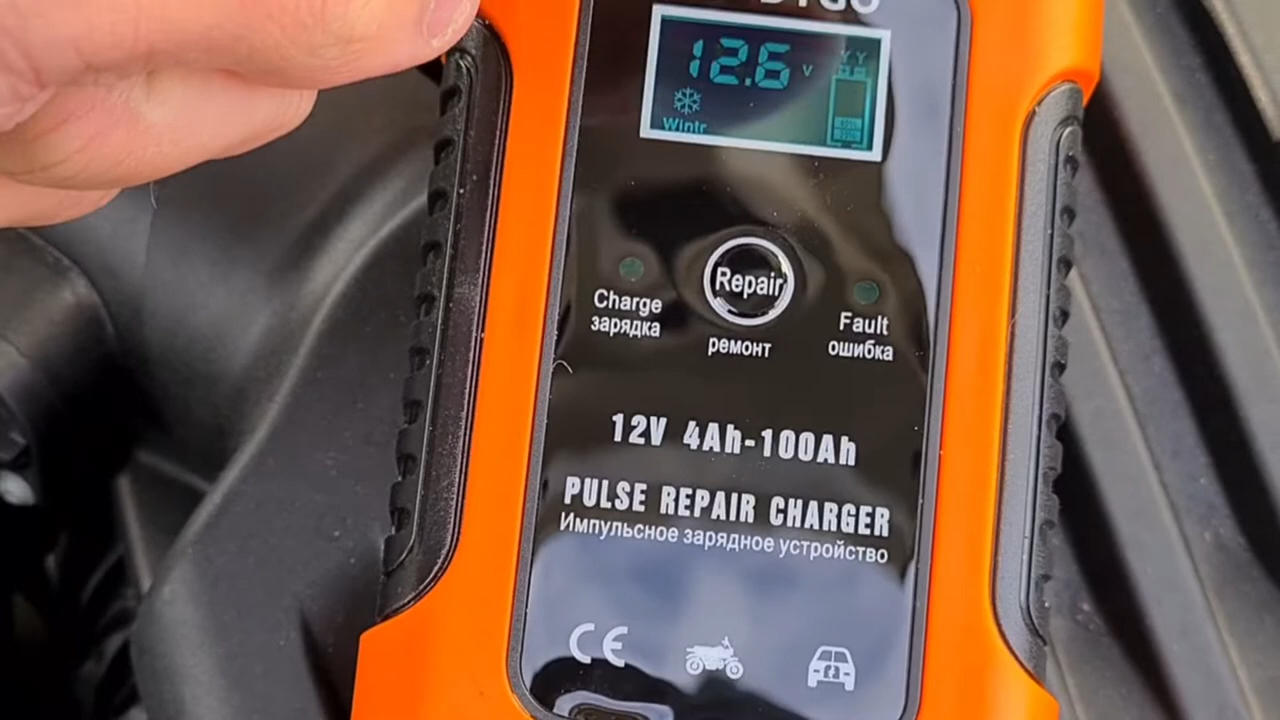 12.6 v
Wintr
Repair
Charge
зарядка
ремонт
Fault
ошибка
12V 4Ah-100Ah
PULSE REPAIR CHARGER
Импульсное зарядное устройство
CE